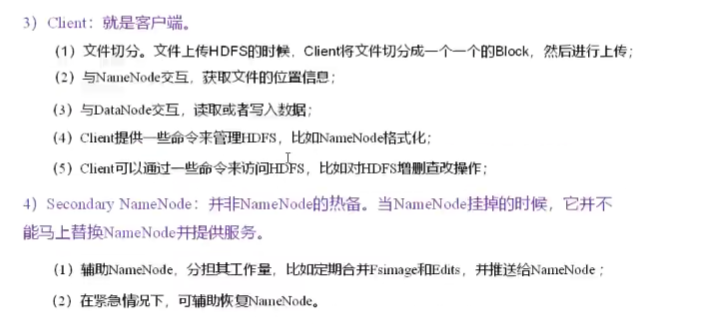 3）Client：就是客户端。
（1）文件切分。文件上传HDFS的时候，Client将文件切分成一个一个的Block，然后进行上传；
（2）与NameNode交互，获取文件的位置信息；
（3）与DataNode交互，读取或者写入数据；
（4）Client提供一些命令来管理HDFS，比如NameNode格式化；
（5）Client可以通过一些命令来访问HDFS，比如对HDFS增删查改操作；
4）Secondary NameNode：并非NameNode的热备。当NameNode挂掉的时候，它并不
能马上替换NameNode并提供服务。
（1）辅助NameNode，分担其工作量，比如定期合并Fsimage和Edits，并推送给NameNode；
（2）在紧急情况下，可辅助恢复NameNode。